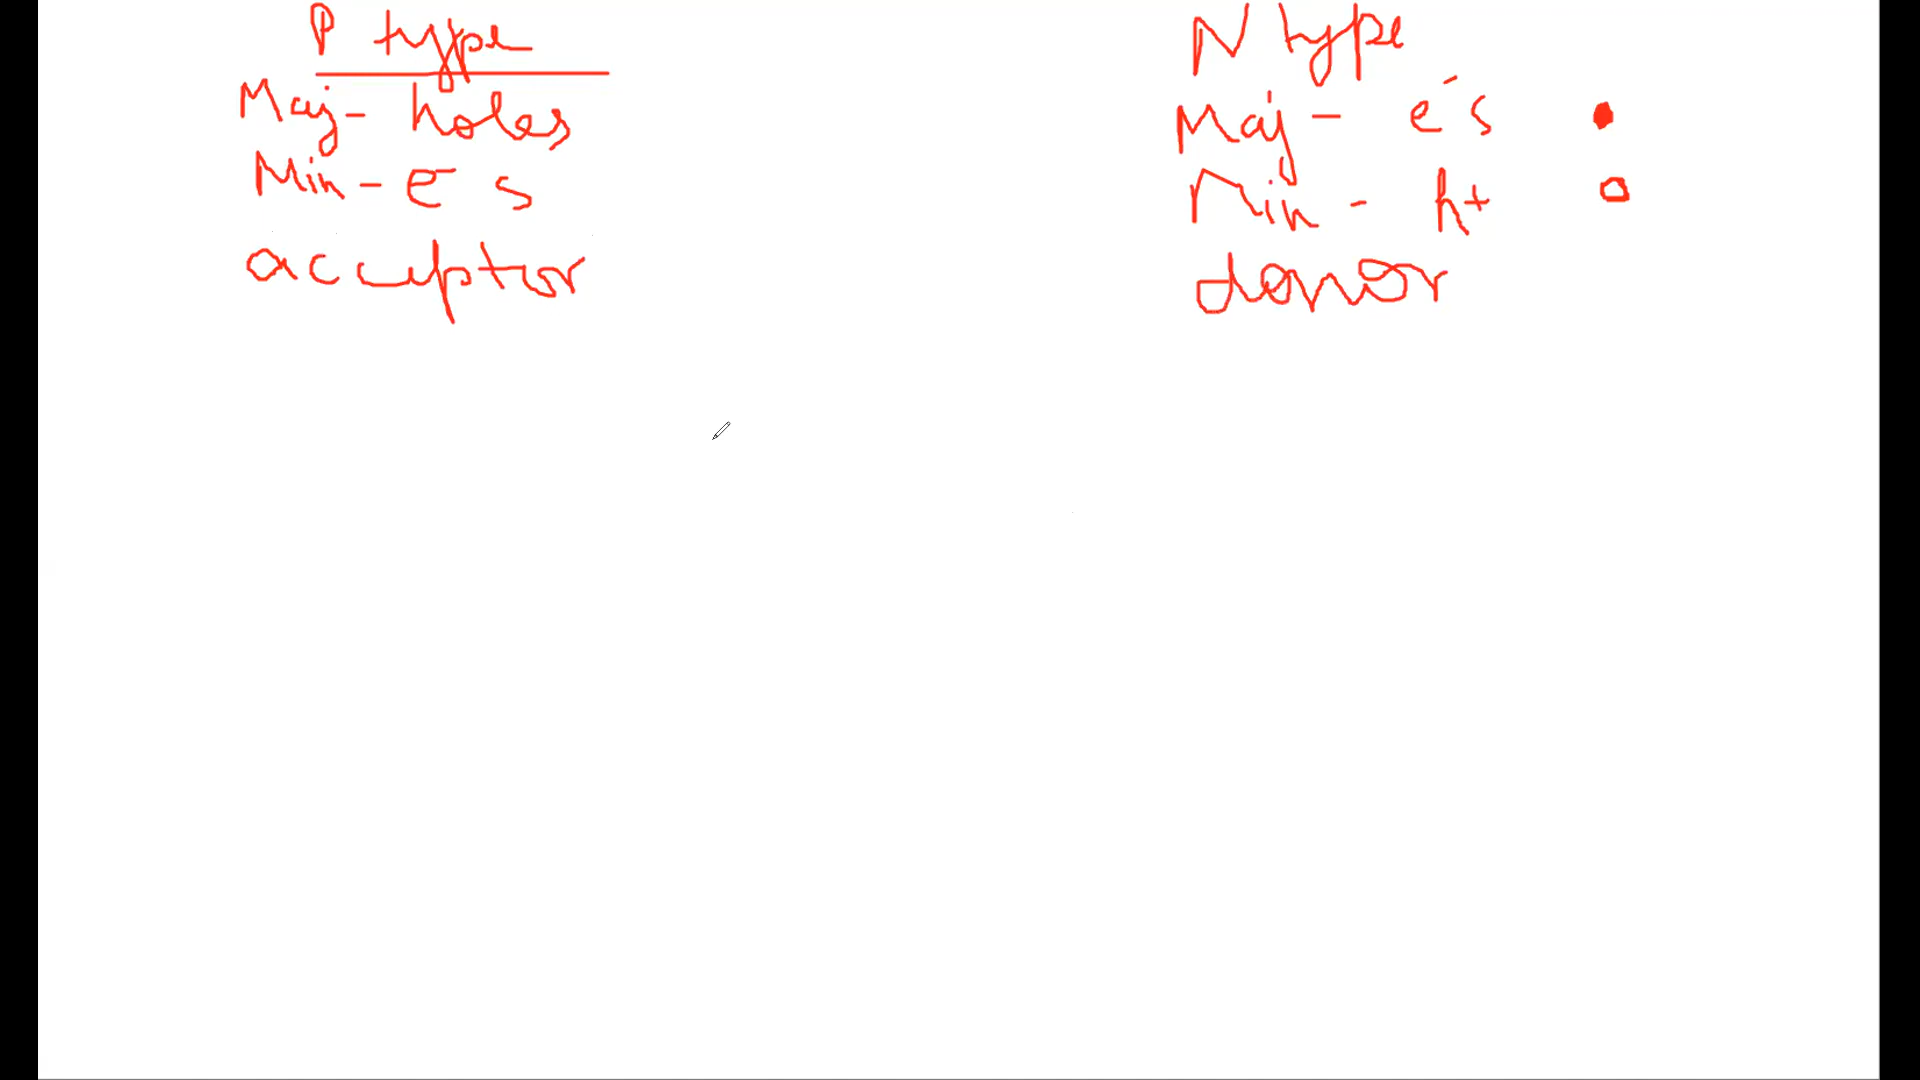 P type
Maj - holes
Min - e⁻ s
acceptor
N type
Maj - e⁻s
Min - h+
donor